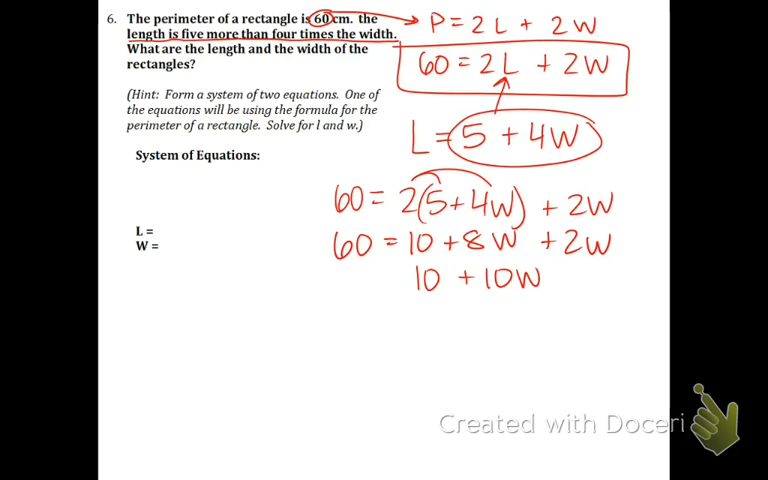 6. The perimeter of a rectangle is 60 cm. the
length is five more than four times the width.
What are the length and the width of the
rectangles?
(Hint: Form a system of two equations. One of
the equations will be using the formula for the
perimeter of a rectangle. Solve for l and w.)
System of Equations:
L =
W =
P = 2L + 2W
60 = 2L + 2W
L = 5 + 4W
60 = 2(5 + 4W) + 2W
60 = 10 + 8W + 2W
10 + 10W
Created with Doceri